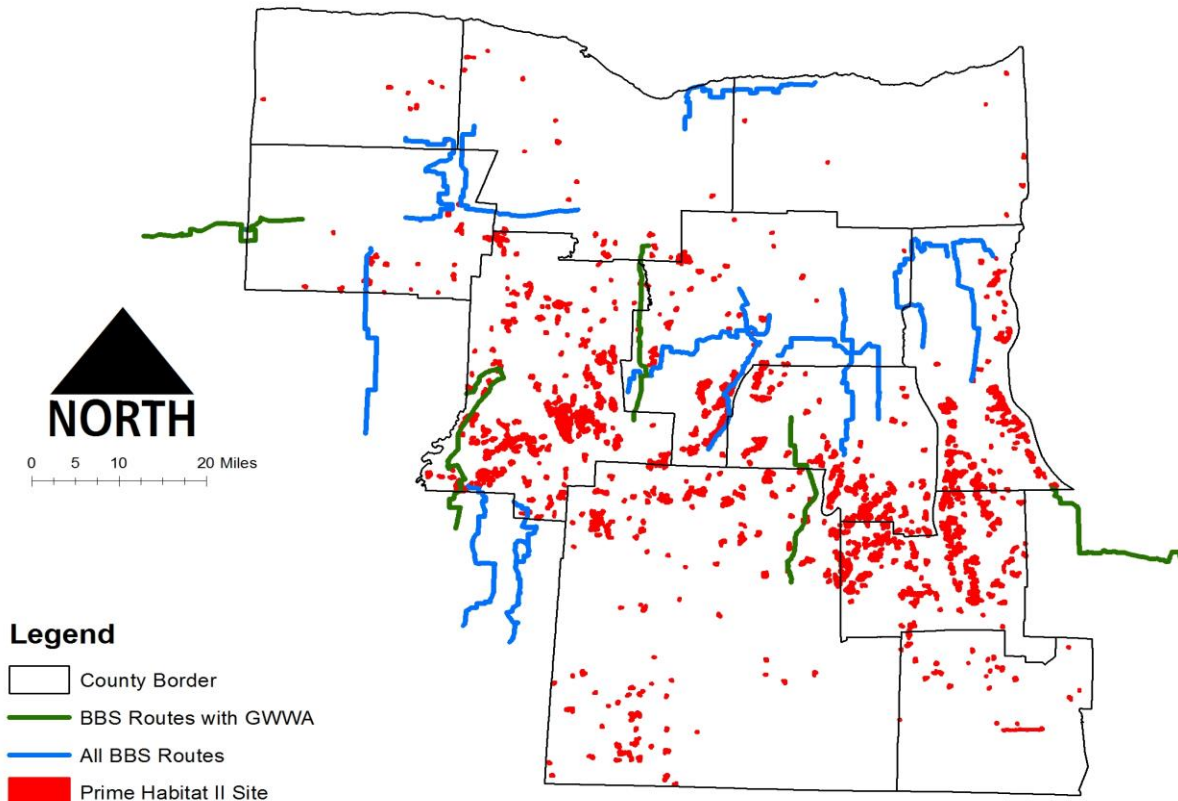 NORTH
0 5 10 20 Miles
Legend
County Border
BBS Routes with GWWA
All BBS Routes
Prime Habitat II Site